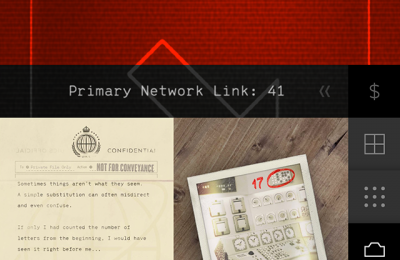 Primary Network Link: 41
«
$
CONFIDENTIAL
NOT FOR CONVEYANCE
Sometimes things aren't what they seem.
A simple substitution can often misdirect
and even confuse.
If only I had counted the number of
letters from the beginning, I would have
seen it right before me...
17